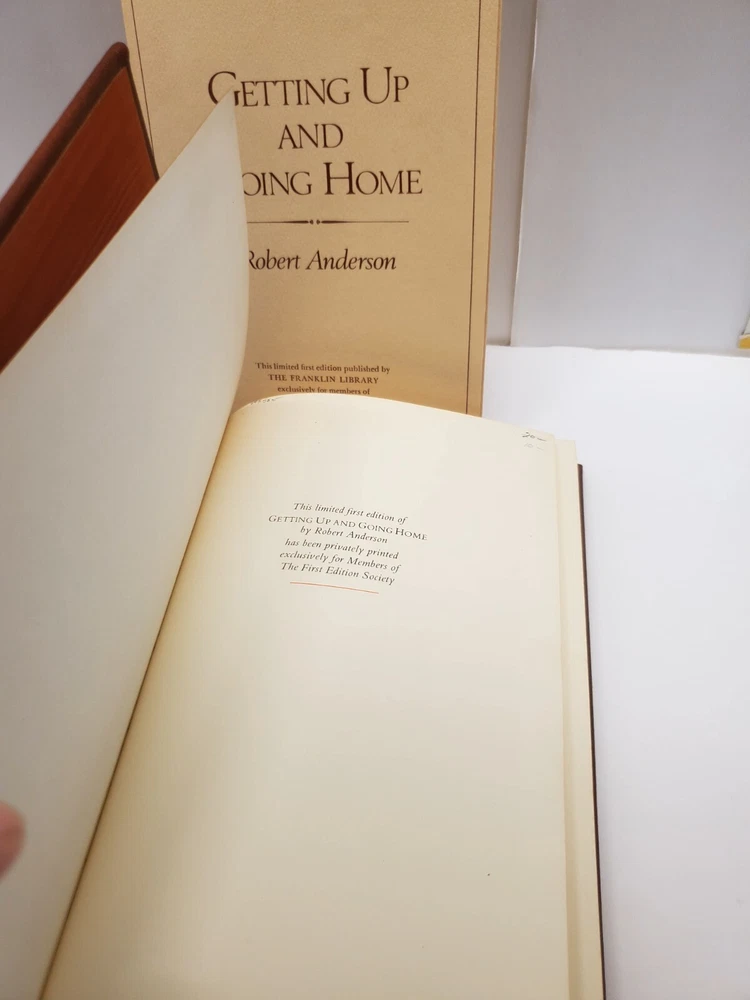 GETTING UP
AND
OING HOME
Robert Anderson
This limited first edition published by
THE FRANKLIN LIBRARY
exclusively for members of
This limited first edition of
GETTING UP AND GOING HOME
by Robert Anderson
has been privately printed
exclusively for Members of
The First Edition Society